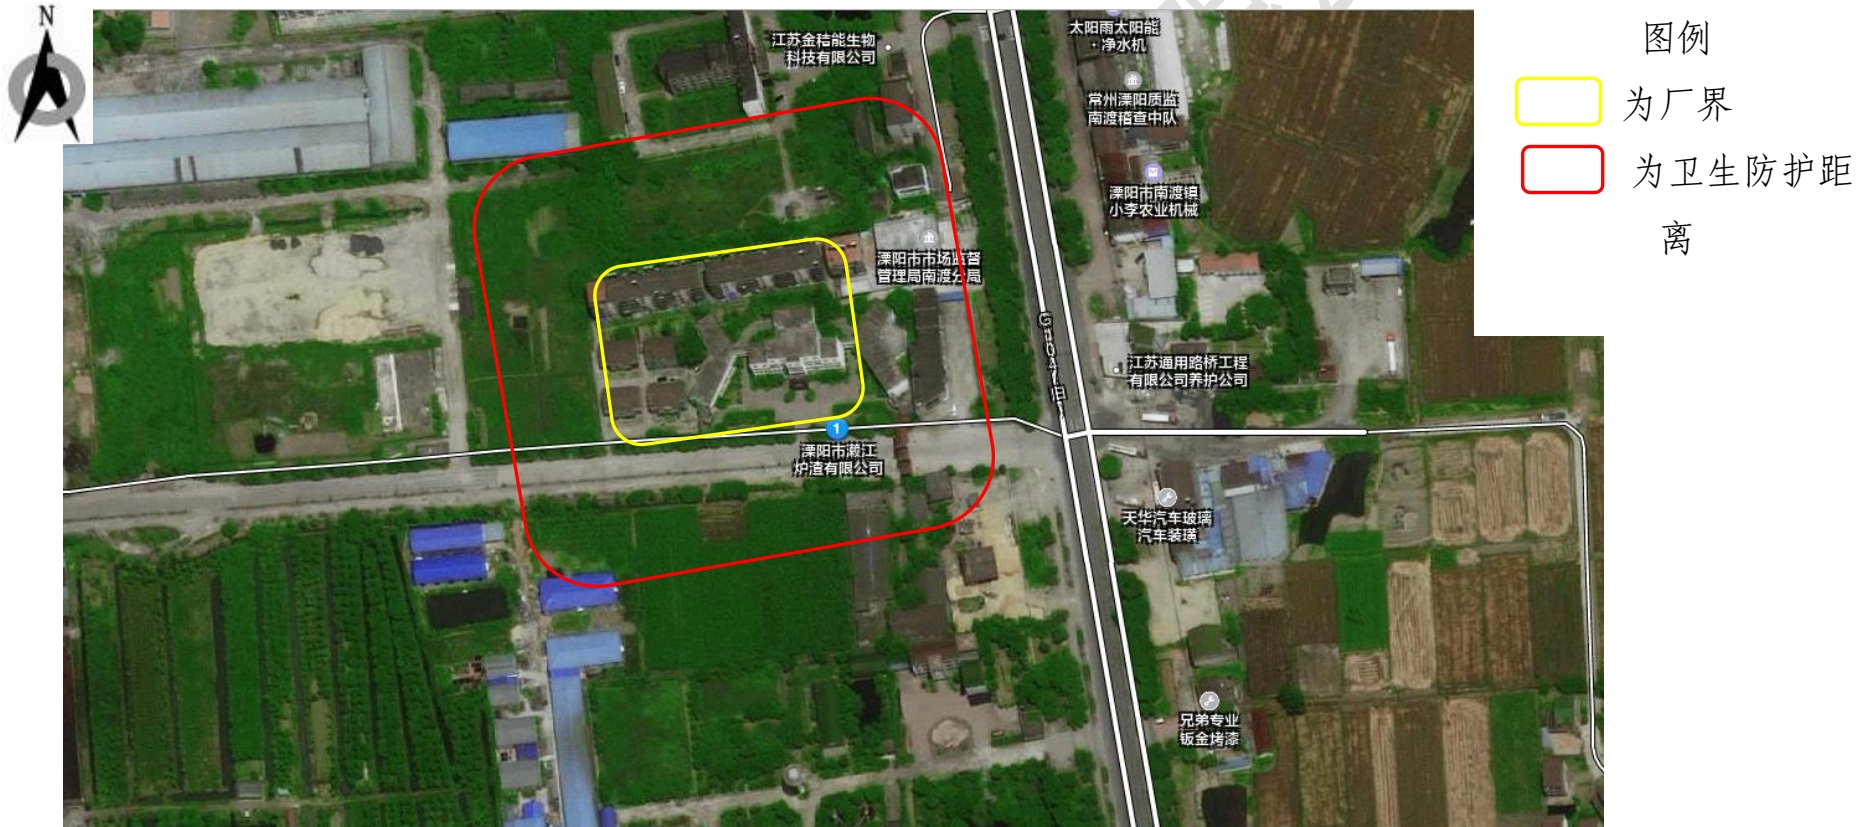 N
江苏金秸能生物
科技有限公司
太阳雨太阳能
·净水机
常州溧阳质监
南渡稽查中队
溧阳市南渡镇
小李农业机械
溧阳市市场监督
管理局南渡分局
G104(旧)
江苏通用路桥工程
有限公司养护公司
1
溧阳市濑江
炉渣有限公司
天华汽车玻璃
汽车装璜
兄弟专业
钣金烤漆
图例
为厂界
为卫生防护距
离